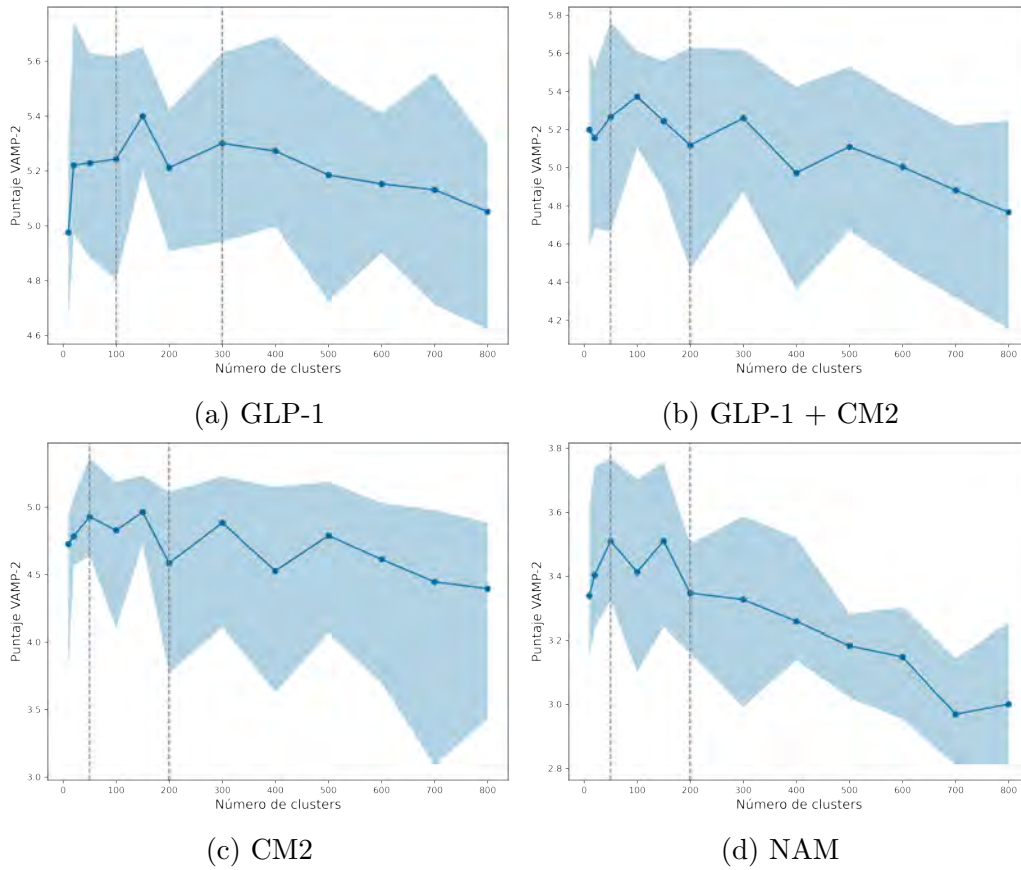 5.6
5.4
5.2
5.0
4.8
4.6
Puntaje VAMP-2
0 100 200 300 400 500 600 700 800
Número de clusters
(a) GLP-1
5.8
5.6
5.4
5.2
5.0
4.8
4.6
4.4
4.2
Puntaje VAMP-2
0 100 200 300 400 500 600 700 800
Número de clusters
(b) GLP-1 + CM2
5.0
4.5
4.0
3.5
3.0
Puntaje VAMP-2
0 100 200 300 400 500 600 700 800
Número de clusters
(c) CM2
3.8
3.6
3.4
3.2
3.0
2.8
Puntaje VAMP-2
0 100 200 300 400 500 600 700 800
Número de clusters
(d) NAM